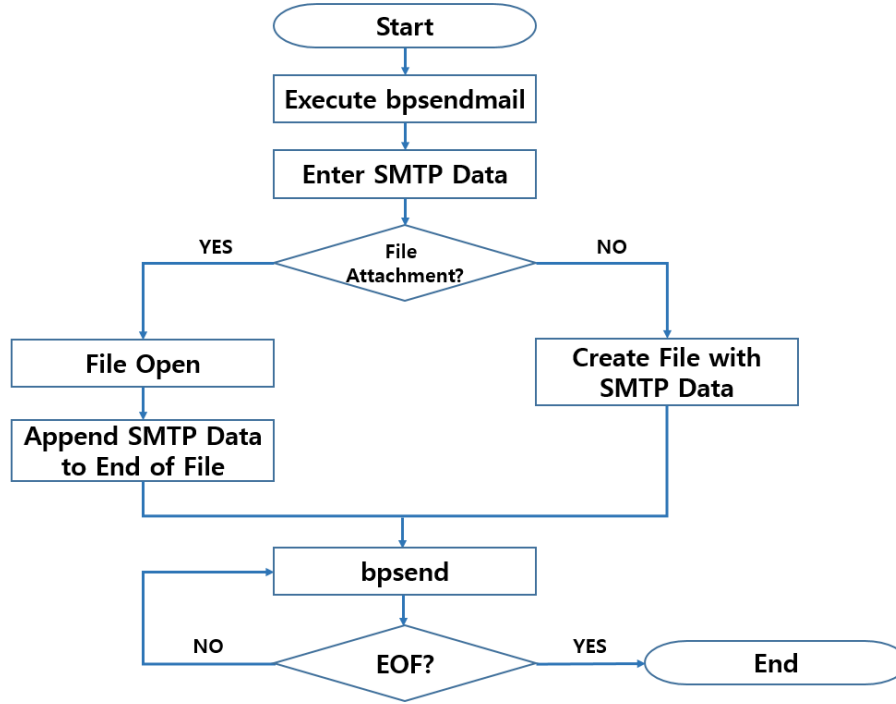 Start
Execute bpsendmail
Enter SMTP Data
YES
File
Attachment?
NO
File Open
Create File with
SMTP Data
Append SMTP Data
to End of File
bpsend
NO
EOF?
YES
End